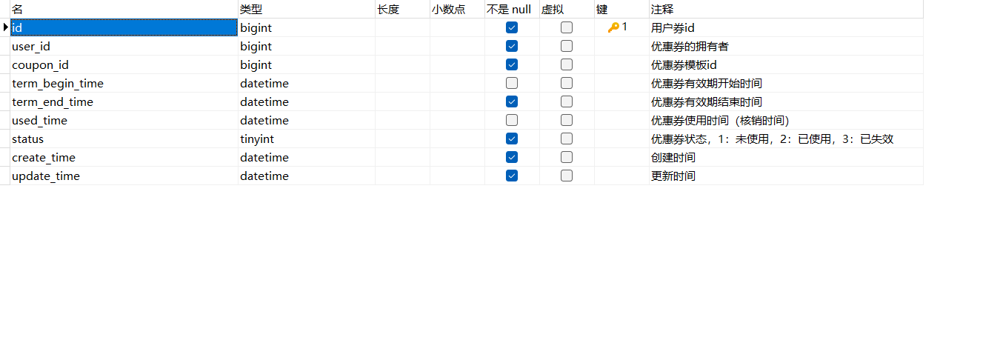 名 类型 长度 小数点 不是 null 虚拟 键 注释
id bigint 1 用户券id
user_id bigint 优惠券的拥有者
coupon_id bigint 优惠券模板id
term_begin_time datetime 优惠券有效期开始时间
term_end_time datetime 优惠券有效期结束时间
used_time datetime 优惠券使用时间（核销时间）
status tinyint 优惠券状态，1：未使用，2：已使用，3：已失效
create_time datetime 创建时间
update_time datetime 更新时间